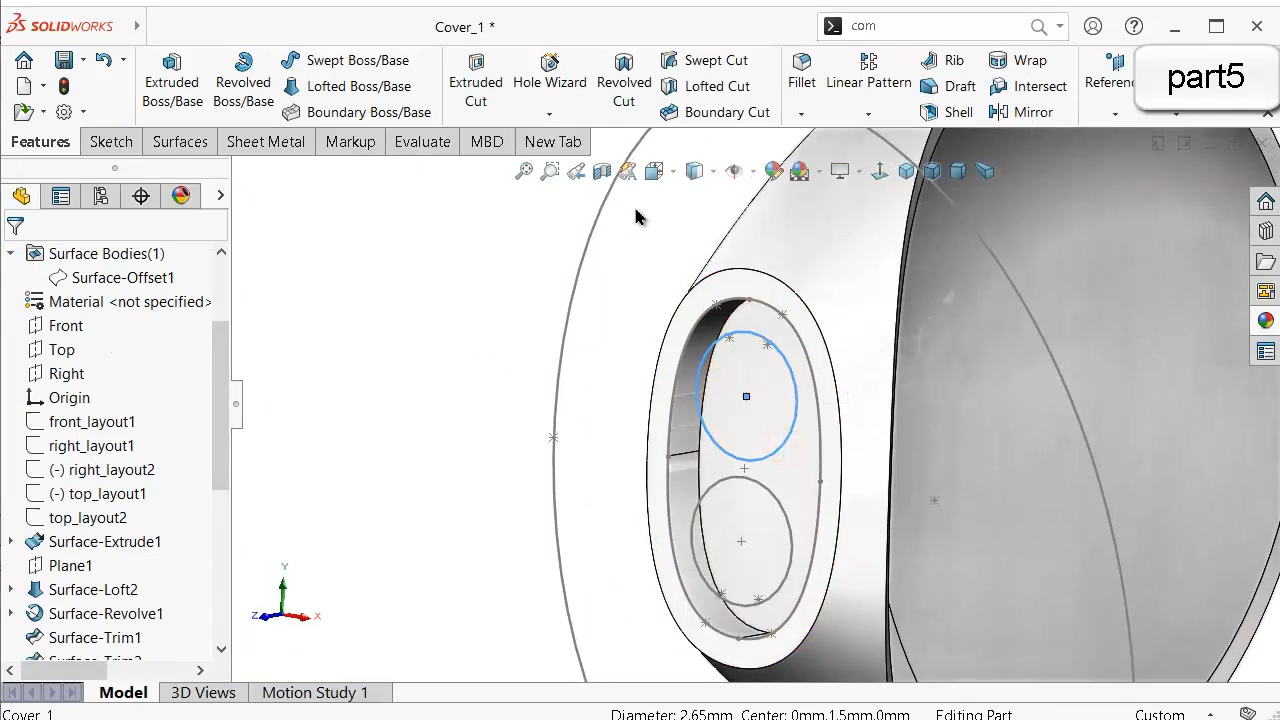 SOLIDWORKS
Cover_1 *
com
part5
Extruded Boss/Base
Revolved Boss/Base
Swept Boss/Base
Lofted Boss/Base
Boundary Boss/Base
Extruded Cut
Hole Wizard
Revolved Cut
Swept Cut
Lofted Cut
Boundary Cut
Fillet
Linear Pattern
Rib
Draft
Shell
Wrap
Intersect
Mirror
Referen
Features Sketch Surfaces Sheet Metal Markup Evaluate MBD New Tab
Surface Bodies(1)
Surface-Offset1
Material <not specified>
Front
Top
Right
Origin
front_layout1
right_layout1
(-) right_layout2
(-) top_layout1
top_layout2
Surface-Extrude1
Plane1
Surface-Loft2
Surface-Revolve1
Surface-Trim1
Y
Z
X
Model 3D Views Motion Study 1
Cover_1 Diameter: 2.65mm Center: 0mm,1.5mm,0mm Editing Part Custom